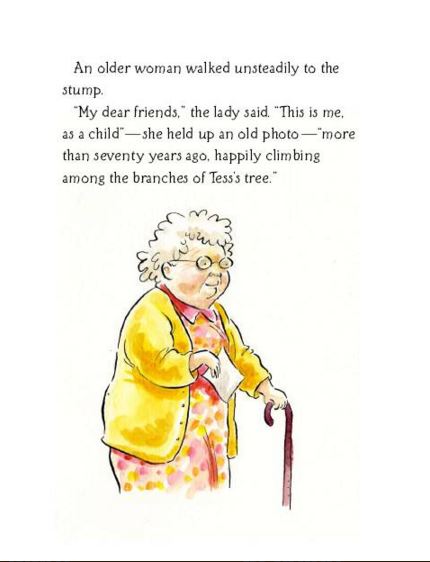 An older woman walked unsteadily to the
stump.
"My dear friends," the lady said. "This is me,
as a child"—she held up an old photo—"more
than seventy years ago, happily climbing
among the branches of Tess's tree."